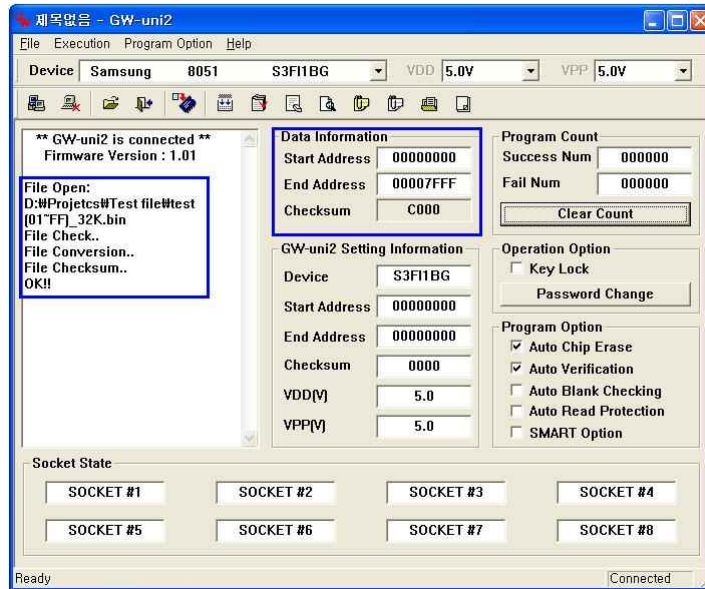 제목없음 - GW-uni2
File Execution Program Option Help
Device Samsung 8051 S3FI1BG VDD 5.0V VPP 5.0V
** GW-uni2 is connected **
Firmware Version : 1.01
File Open:
D:₩Projetcs₩Test file₩test
(01~FF)_32K.bin
File Check..
File Conversion..
File Checksum..
OK!!
Data Information
Start Address 00000000
End Address 00007FFF
Checksum C000
GW-uni2 Setting Information
Device S3FI1BG
Start Address 00000000
End Address 00000000
Checksum 0000
VDD(V) 5.0
VPP(V) 5.0
Program Count
Success Num 000000
Fail Num 000000
Clear Count
Operation Option
Key Lock
Password Change
Program Option
Auto Chip Erase
Auto Verification
Auto Blank Checking
Auto Read Protection
SMART Option
Socket State
SOCKET #1 SOCKET #2 SOCKET #3 SOCKET #4
SOCKET #5 SOCKET #6 SOCKET #7 SOCKET #8
Ready Connected